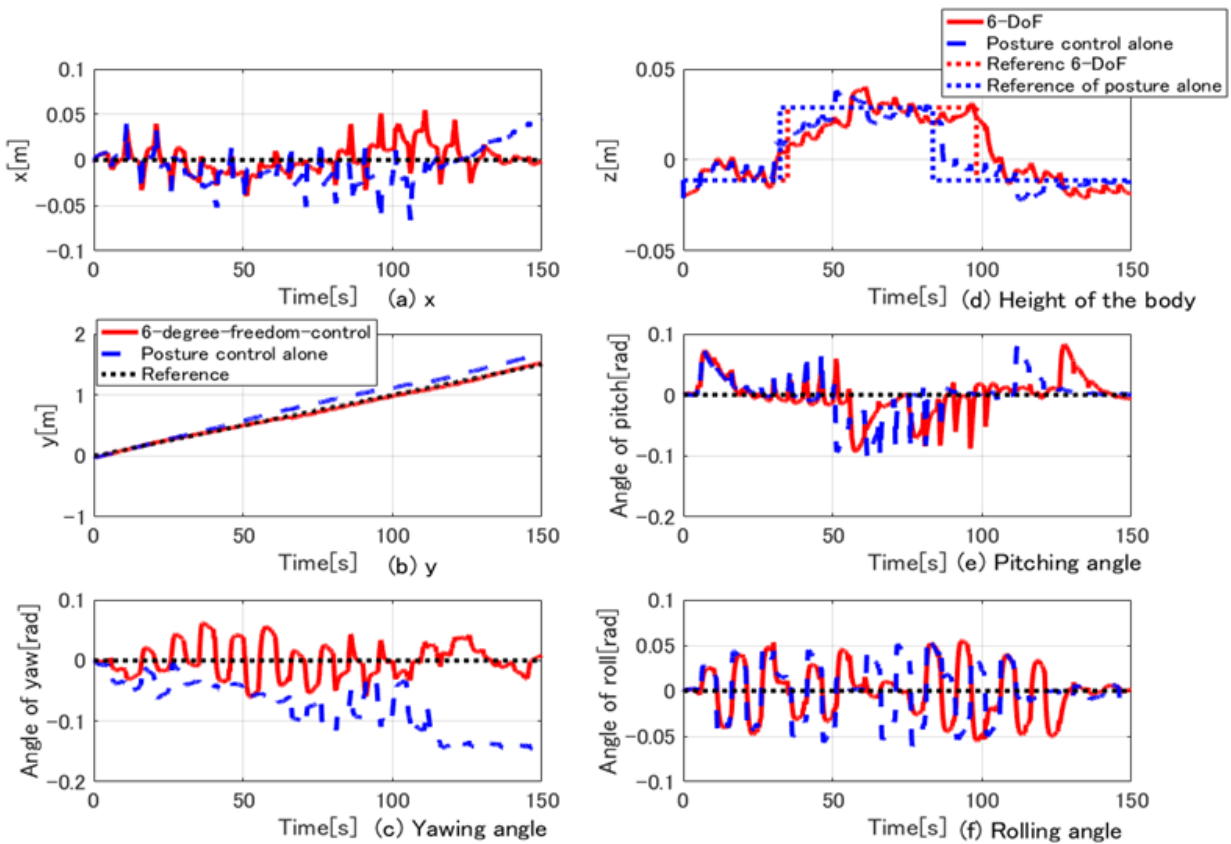 6-DoF
Posture control alone
Referenc 6-DoF
Reference of posture alone
0.1
0.05
0
-0.05
-0.1
x[m]
0
50
100
150
Time[s]
(a) x
0.05
0
-0.05
z[m]
0
50
100
150
Time[s]
(d) Height of the body
6-degree-freedom-control
Posture control alone
Reference
2
1
0
-1
y[m]
0
50
100
150
Time[s]
(b) y
0.1
0
-0.1
-0.2
Angle of pitch[rad]
0
50
100
150
Time[s]
(e) Pitching angle
0.1
0
-0.1
-0.2
Angle of yaw[rad]
0
50
100
150
Time[s]
(c) Yawing angle
0.1
0.05
0
-0.05
-0.1
Angle of roll[rad]
0
50
100
150
Time[s]
(f) Rolling angle